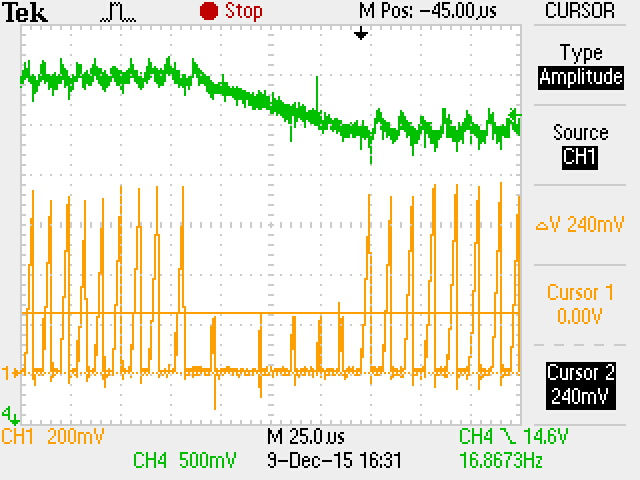 Tek Stop M Pos: -45.00µs CURSOR
Type
Amplitude
Source
CH1
△V 240mV
Cursor 1
0.00V
Cursor 2
240mV
1
4
CH1 200mV M 25.0µs CH4 \ 14.6V
CH4 500mV 9-Dec-15 16:31 16.8673Hz